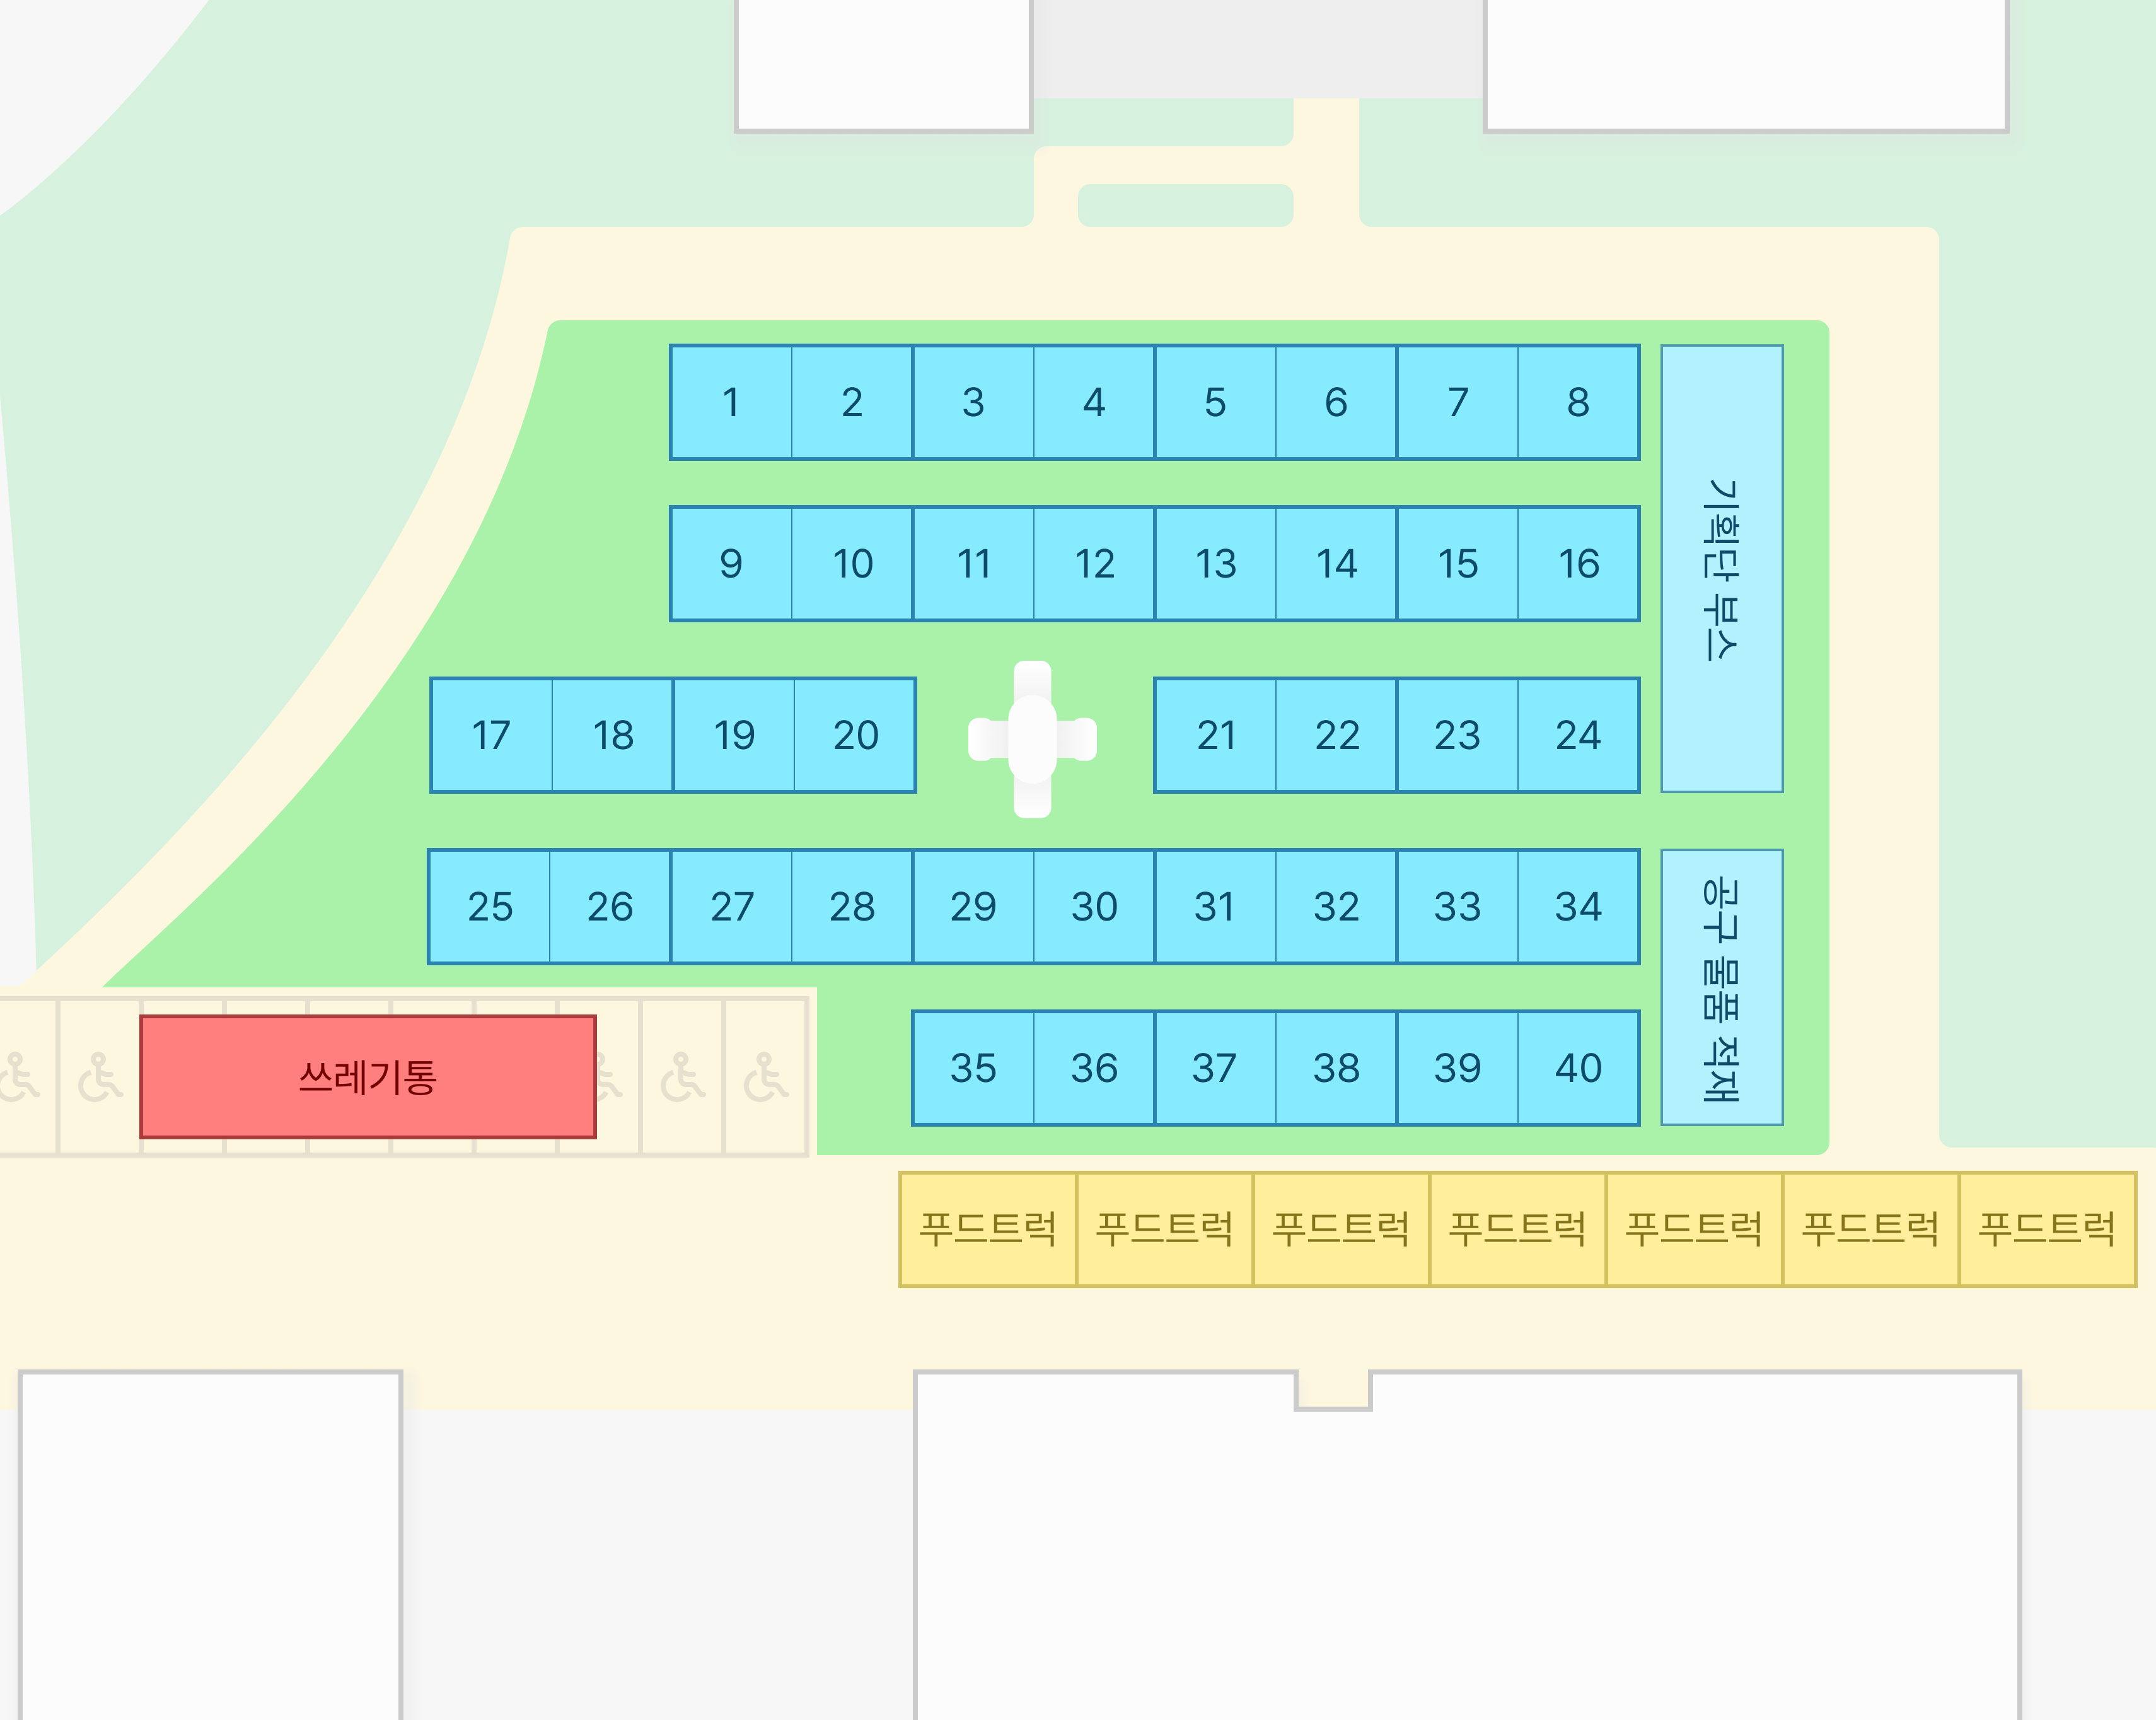 1 2 3 4 5 6 7 8
기획단 부스
9 10 11 12 13 14 15 16
17 18 19 20 21 22 23 24
25 26 27 28 29 30 31 32 33 34
공구 물품 적재
쓰레기통
35 36 37 38 39 40
푸드트럭 푸드트럭 푸드트럭 푸드트럭 푸드트럭 푸드트럭 푸드트럭